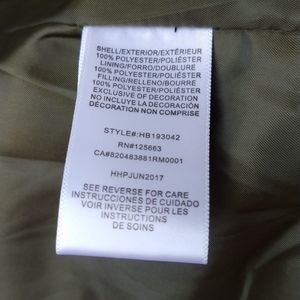 SHELL/EXTERIOR/EXTÉRIEUR
100% POLYESTER/POLIÉSTER
LINING/FORRO/DOUBLURE
100% POLYESTER/POLIÉSTER
FILLING/RELLENO/BOURRE
100% POLYESTER/POLIÉSTER
EXCLUSIVE OF DECORATION
NO INCLUYE LA DECORACIÓN
DÉCORATION NON COMPRISE
STYLE#:HB193042
RN#125663
CA#820483881RM0001
HHPJUN2017
SEE REVERSE FOR CARE
INSTRUCCIONES DE CUIDADO
VOIR INVERSE POUR LES
INSTRUCTIONS
DE SOINS